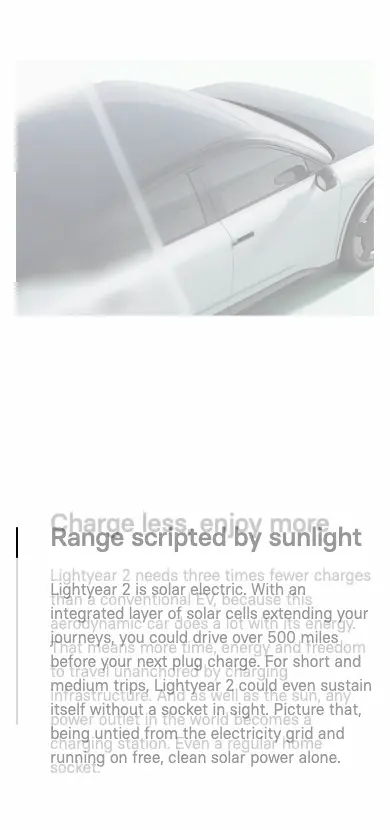 Charge less, enjoy more
Range scripted by sunlight
Lightyear 2 needs three times fewer charges
than a conventional EV, because this
aerodynamic car does a lot with its energy.
That means more time, energy and freedom
to travel unanchored by charging
infrastructure. And as well as the sun, any
power outlet in the world becomes a
charging station. Even a regular home
socket.
Lightyear 2 is solar electric. With an
integrated layer of solar cells extending your
journeys, you could drive over 500 miles
before your next plug charge. For short and
medium trips, Lightyear 2 could even sustain
itself without a socket in sight. Picture that,
being untied from the electricity grid and
running on free, clean solar power alone.